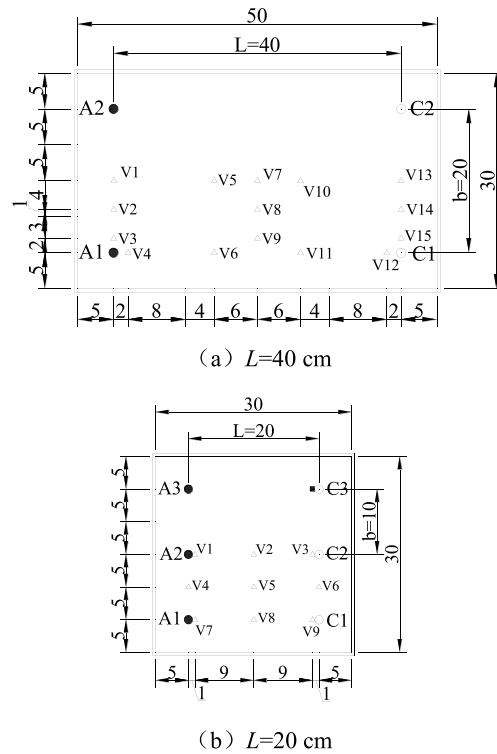 50
L=40
A2 C2
5
5
5
V1 V5 V7 V10 V13
b=20
30
1
4
V2 V8 V14
3
V3 V9 V15
2
A1 V4 V6 V11 V12 C1
5
5 2 8 4 6 6 4 8 2 5
（a）L=40 cm
30
L=20
5
A3 C3
5
b=10
5
A2 V1 V2 V3 C2
30
5
V4 V5 V6
5
A1 V7 V8 V9 C1
5
5 9 9 5
1 1
（b）L=20 cm